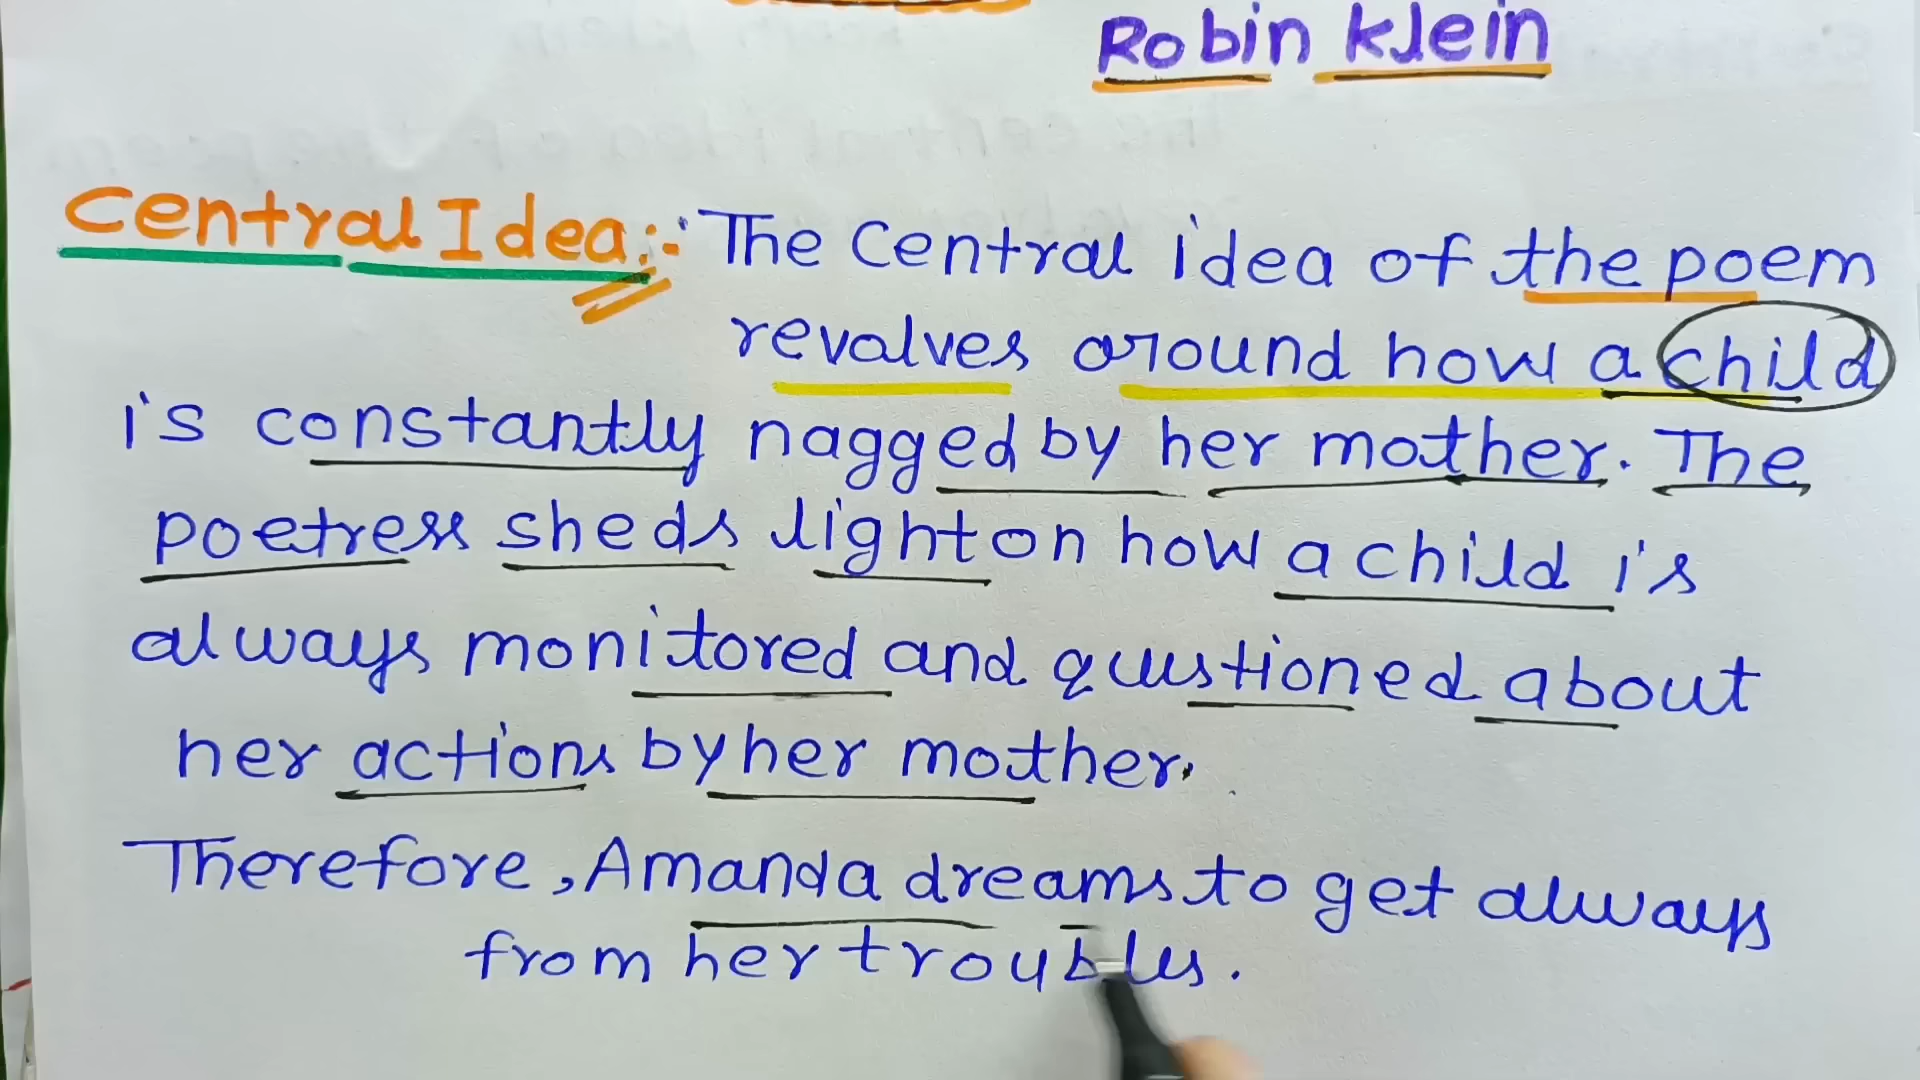 Robin Klein
Central Idea:- The Central idea of the poem
revalves around how a child
is constantly nagged by her mother. The
poetress sheds light on how a child is
always monitored and questioned about
her actions by her mother.
Therefore, Amanda dreams to get always
from her troubles.